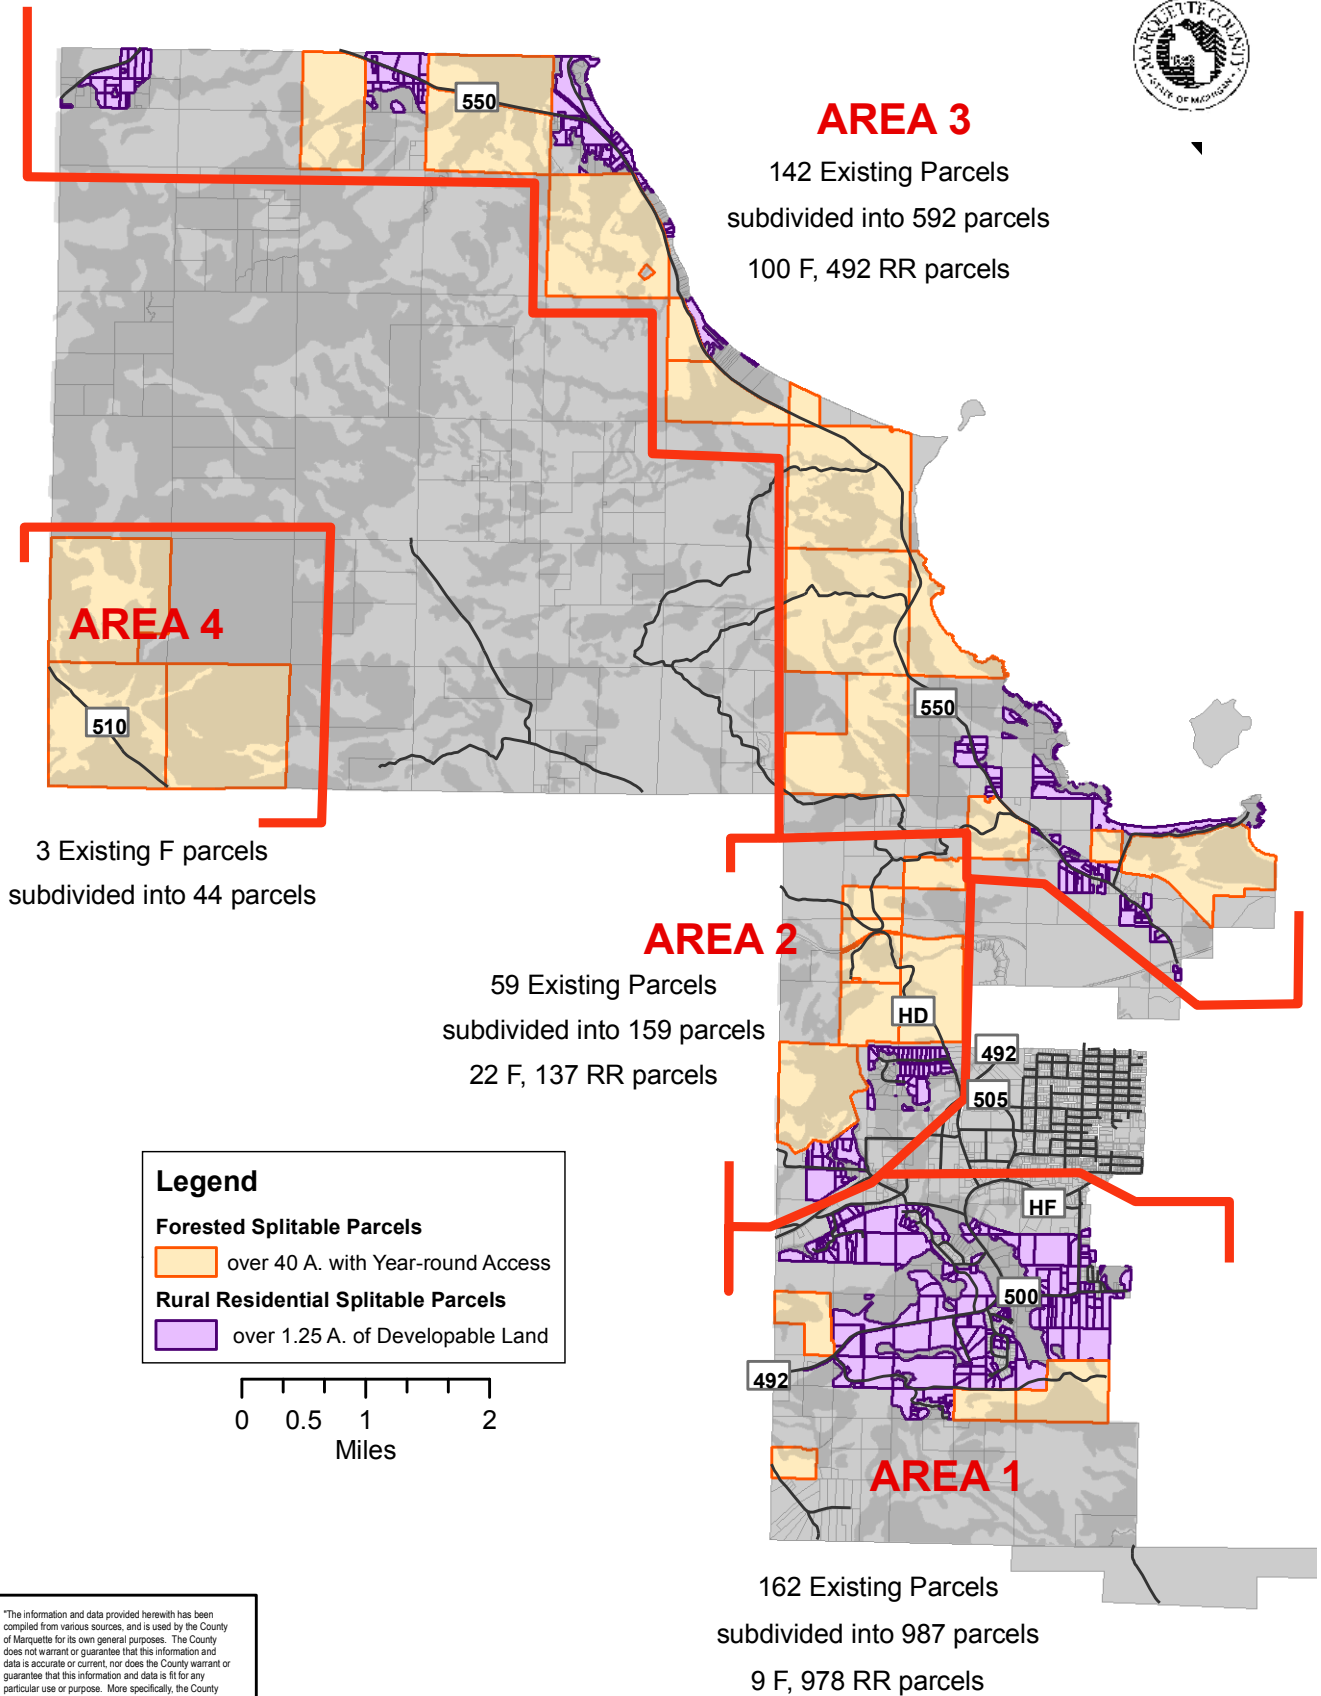 MARQUETTE COUNTY
STATE OF MICHIGAN
AREA 3
142 Existing Parcels
subdivided into 592 parcels
100 F, 492 RR parcels
550
AREA 4
510
3 Existing F parcels
subdivided into 44 parcels
550
AREA 2
59 Existing Parcels
subdivided into 159 parcels
22 F, 137 RR parcels
HD
492
505
HF
500
492
Legend
Forested Splitable Parcels
over 40 A. with Year-round Access
Rural Residential Splitable Parcels
over 1.25 A. of Developable Land
0 0.5 1 2
Miles
AREA 1
162 Existing Parcels
subdivided into 987 parcels
9 F, 978 RR parcels
"The information and data provided herewith has been
compiled from various sources, and is used by the County
of Marquette for its own general purposes. The County
does not warrant or guarantee that this information and
data is accurate or current, nor does the County warrant or
guarantee that this information and data is fit for any
particular use or purpose. More specifically, the County